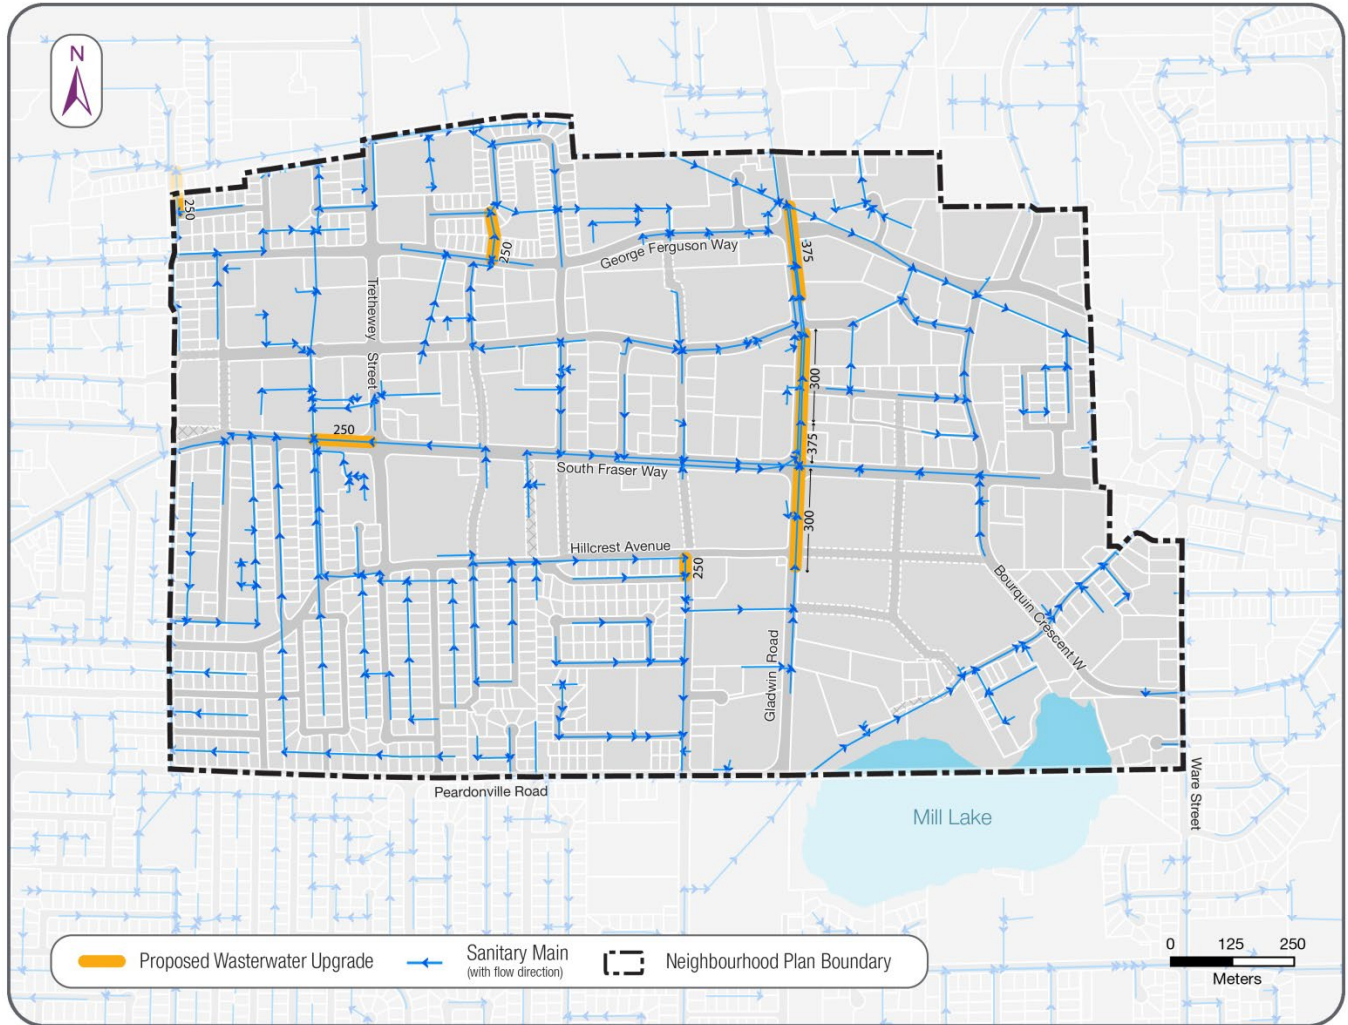 N
250
250
George Ferguson Way
375
Trethewey Street
300
250
375
South Fraser Way
300
Hillcrest Avenue
250
Bourquin Crescent W
Gladwin Road
Peardonville Road
Ware Street
Mill Lake
Proposed Wasterwater Upgrade
Sanitary Main
(with flow direction)
Neighbourhood Plan Boundary
0 125 250
Meters